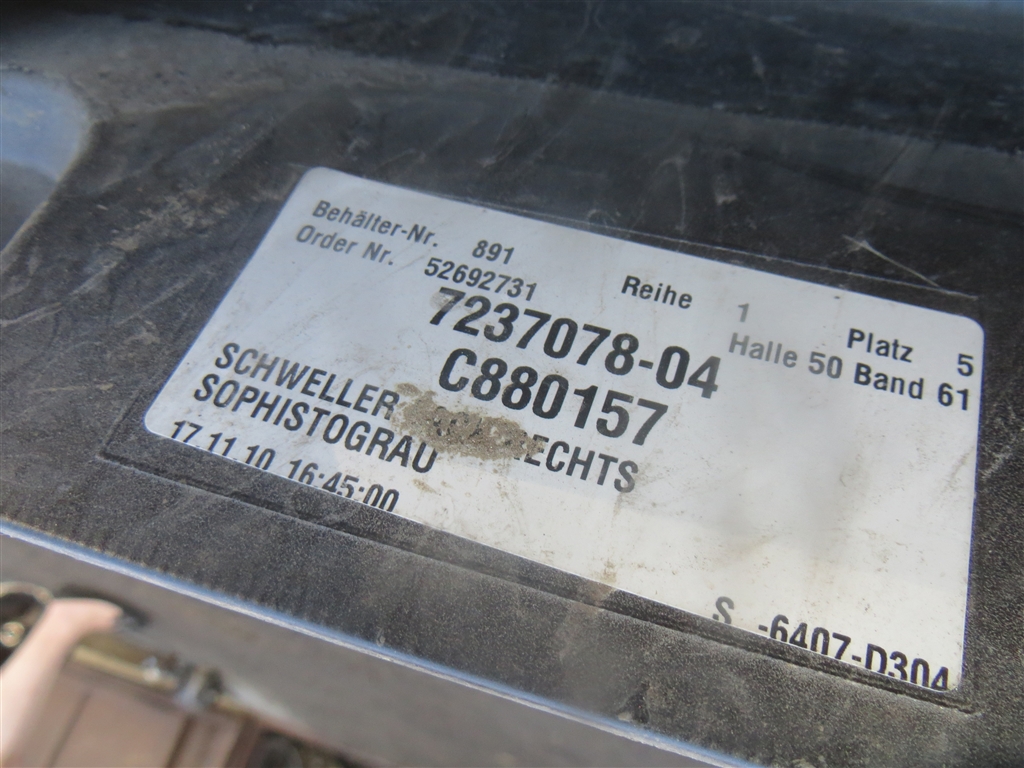 Behälter-Nr. 891 Reihe 1 Platz 5
Order Nr. 52692731 Halle 50 Band 61
7237078-04
C880157
SCHWELLER RECHTS
SOPHISTOGRAU
17.11.10 16:45:00
S -6407-D304